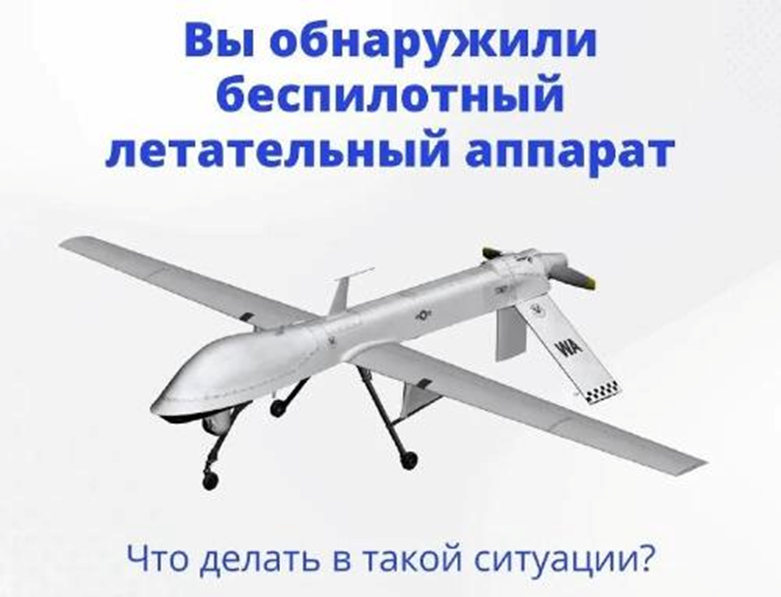 Вы обнаружили
беспилотный
летательный аппарат
WA
Что делать в такой ситуации?